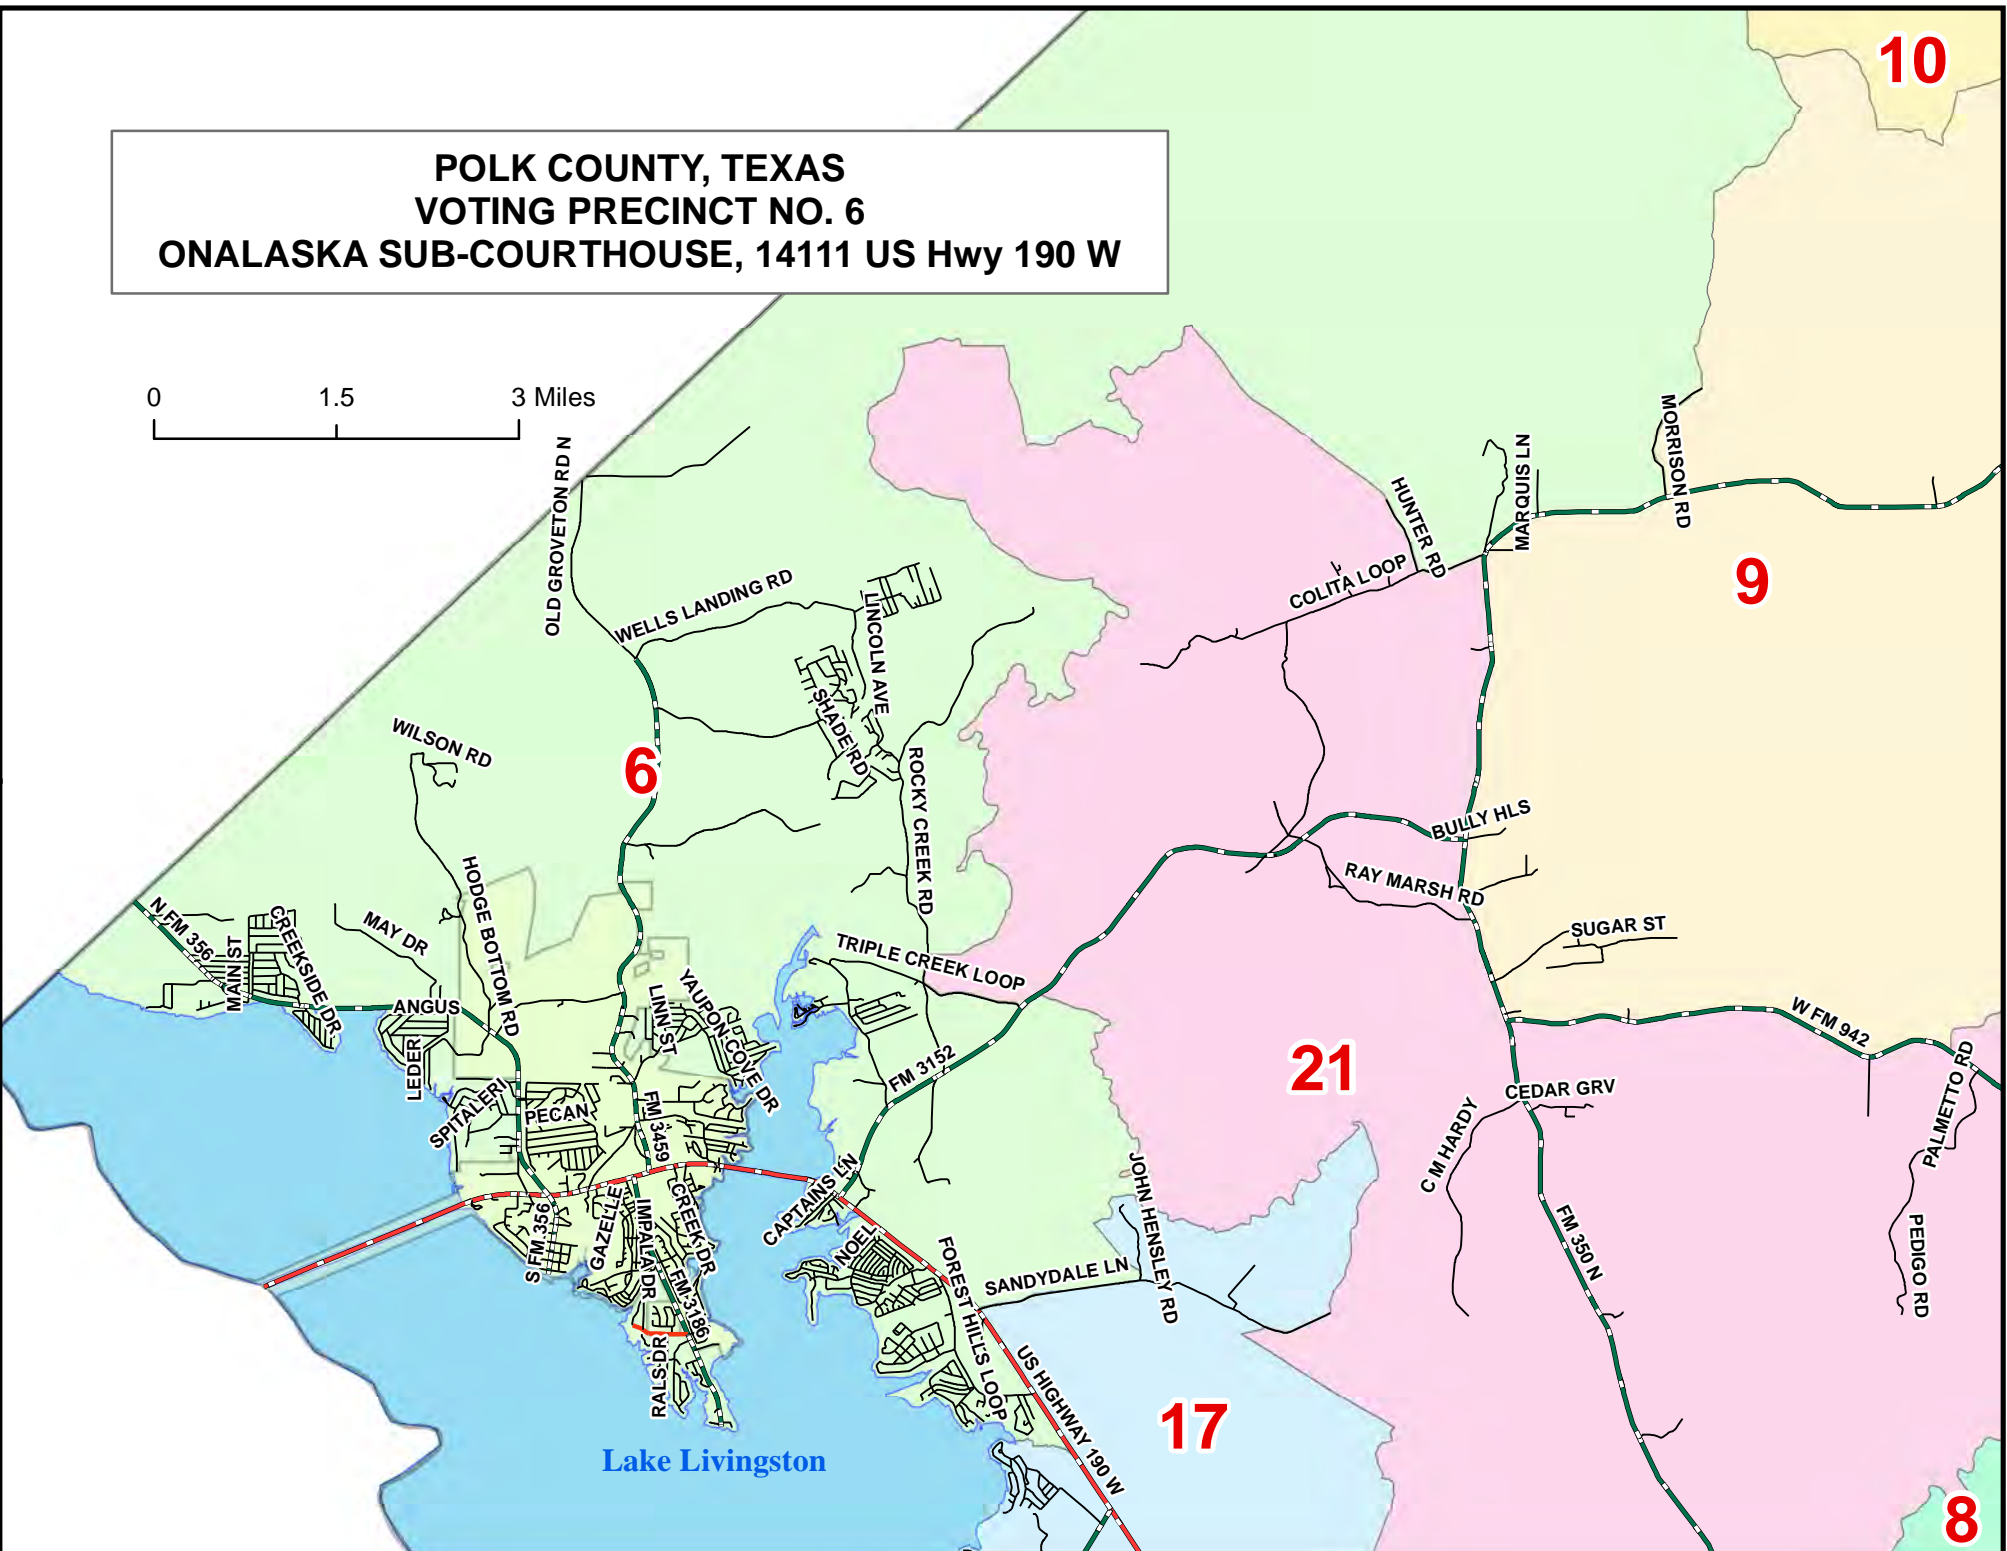 10
POLK COUNTY, TEXAS
VOTING PRECINCT NO. 6
ONALASKA SUB-COURTHOUSE, 14111 US Hwy 190 W
0 1.5 3 Miles
MORRISON RD
MARQUIS LN
OLD GROVETON RD N
HUNTER RD
COLITA LOOP
9
WELLS LANDING RD
LINCOLN AVE
SHADE RD
WILSON RD
6
ROCKY CREEK RD
BULLY HLS
RAY MARSH RD
HODGE BOTTOM RD
N FM 356
MAIN ST
CREEKSIDE DR
MAY DR
SUGAR ST
TRIPLE CREEK LOOP
YAUPON COVE DR
LINN ST
ANGUS
W FM 942
LEDER
FM 3152
21
PALMETTO RD
CEDAR GRV
C M HARDY
SPITALERI
PECAN
FM 3459
CAPTAINS LN
JOHN HENSLEY RD
S FM 356
GAZELLE
IMPALA DR
CREEK DR
NOEL
FM 3186
FOREST HILLS LOOP
SANDYDALE LN
FM 350 N
PEDIGO RD
RALS DR
US HIGHWAY 190 W
17
Lake Livingston
8